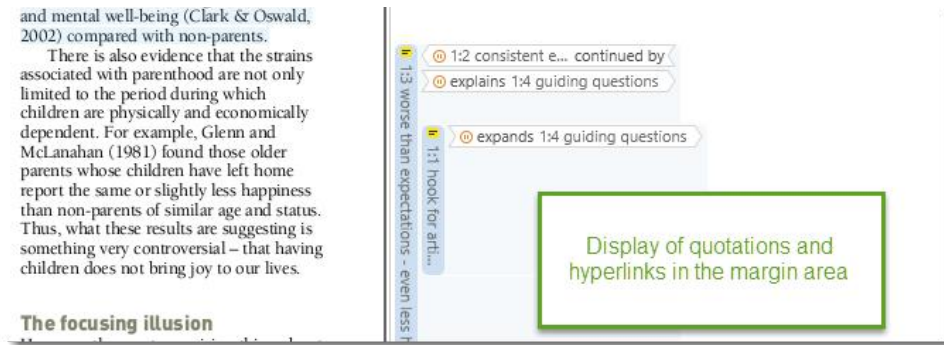 and mental well-being (Clark & Oswald,
2002) compared with non-parents.
There is also evidence that the strains
associated with parenthood are not only
limited to the period during which
children are physically and economically
dependent. For example, Glenn and
McLanahan (1981) found those older
parents whose children have left home
report the same or slightly less happiness
than non-parents of similar age and status.
Thus, what these results are suggesting is
something very controversial – that having
children does not bring joy to our lives.
The focusing illusion
1:3 worse than expectations - even less h
1:2 consistent e... continued by
explains 1:4 guiding questions
1:1 hook for arti...
expands 1:4 guiding questions
Display of quotations and
hyperlinks in the margin area